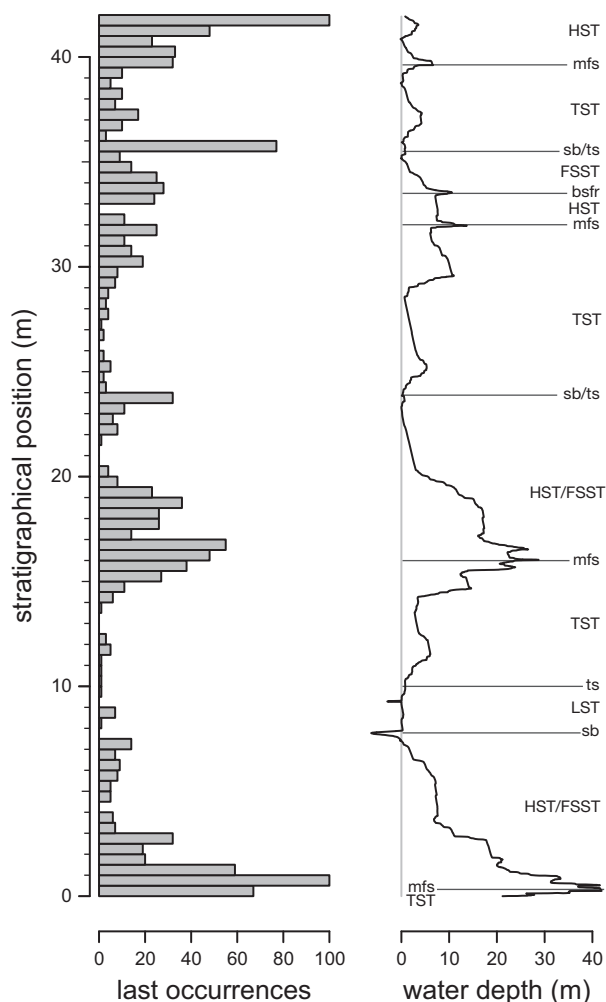 stratigraphical position (m)
40
30
20
10
0
0 20 40 60 80 100
last occurrences
HST
mfs
TST
sb/ts
FSST
bsfr
HST
mfs
TST
sb/ts
HST/FSST
mfs
TST
ts
LST
sb
HST/FSST
mfs
TST
0 10 20 30 40
water depth (m)